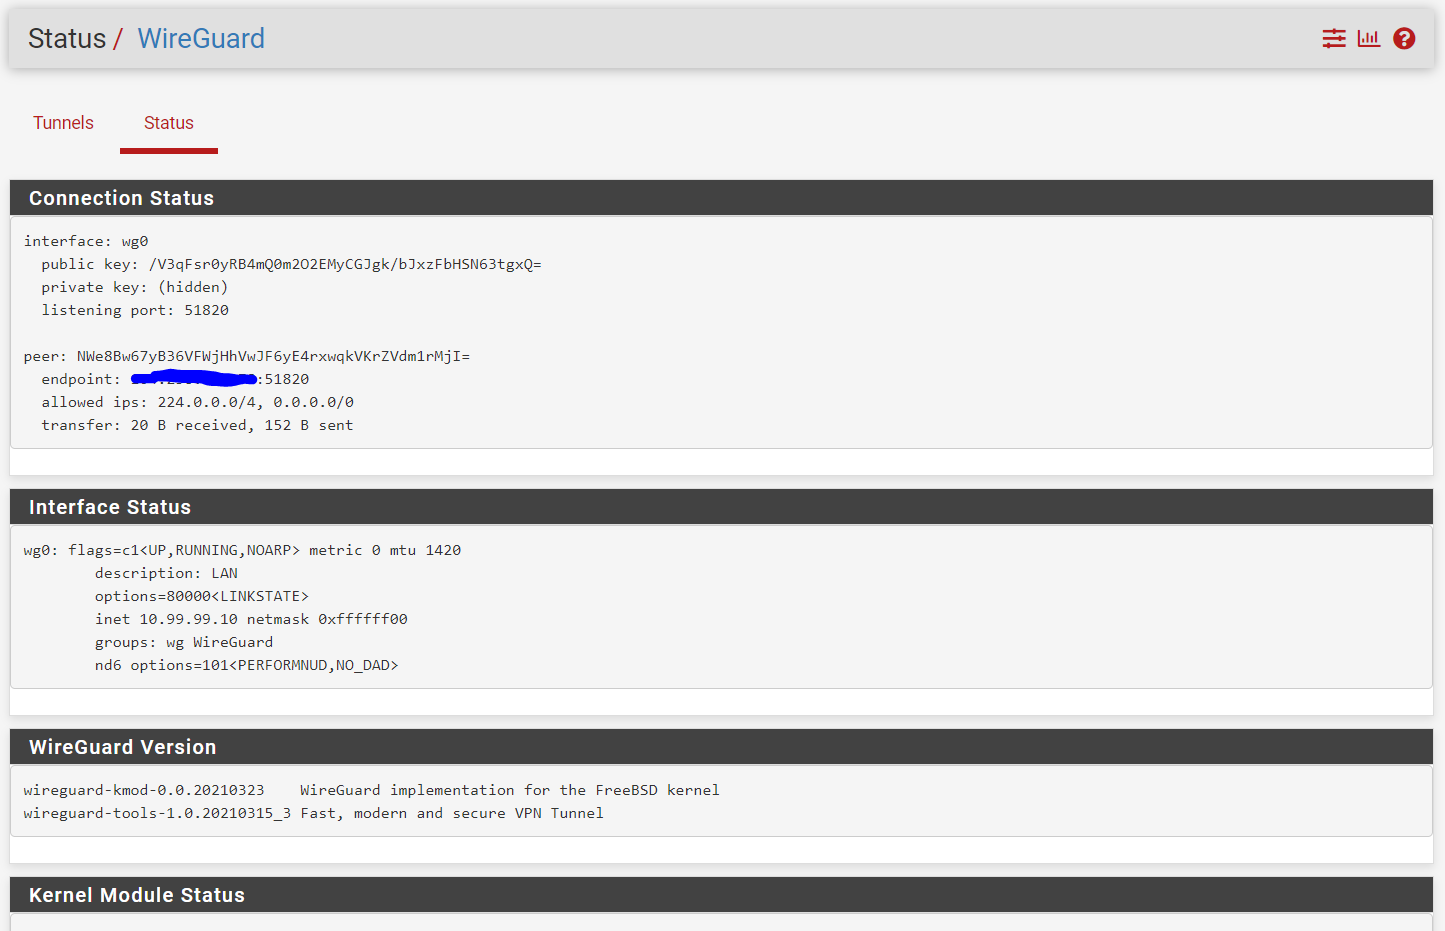 Status / WireGuard
Tunnels
Status
Connection Status
interface: wg0
public key: /V3qFsr0yRB4mQ0m2O2EMyCGJgk/bJxzFbHSN63tgxQ=
private key: (hidden)
listening port: 51820
peer: NWe8Bw67yB36VFWjHhVwJF6yE4rxwqkVKrZVdm1rMjI=
endpoint: :51820
allowed ips: 224.0.0.0/4, 0.0.0.0/0
transfer: 20 B received, 152 B sent
Interface Status
wg0: flags=c1<UP,RUNNING,NOARP> metric 0 mtu 1420
description: LAN
options=80000<LINKSTATE>
inet 10.99.99.10 netmask 0xffffff00
groups: wg WireGuard
nd6 options=101<PERFORMNUD,NO_DAD>
WireGuard Version
wireguard-kmod-0.0.20210323 WireGuard implementation for the FreeBSD kernel
wireguard-tools-1.0.20210315_3 Fast, modern and secure VPN Tunnel
Kernel Module Status